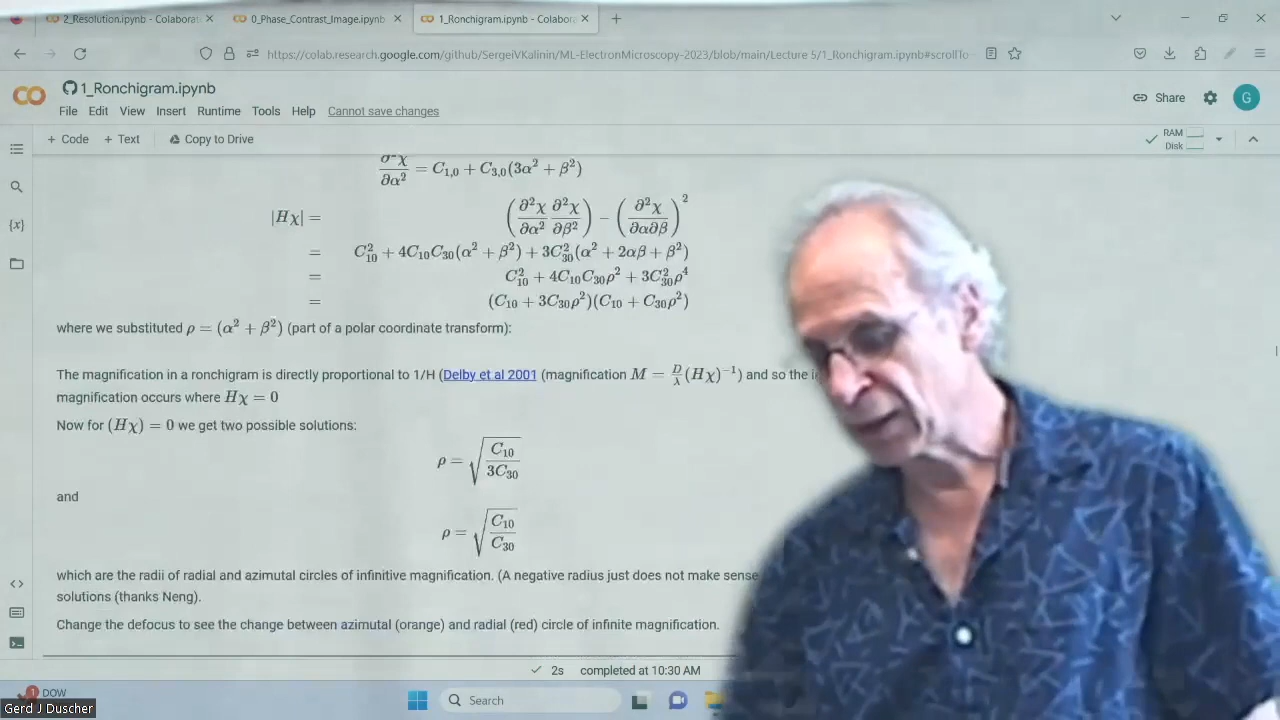 2_Resolution.ipynb - Colaborat
0_Phase_Contrast_Image.ipynb
1_Ronchigram.ipynb - Colabora
https://colab.research.google.com/github/SergeiVKalinin/ML-ElectronMicroscopy-2023/blob/main/Lecture 5/1_Ronchigram.ipynb#scrollTo
1_Ronchigram.ipynb
Share
G
File Edit View Insert Runtime Tools Help Cannot save changes
+ Code + Text Copy to Drive
RAM
Disk
∂²χ/∂α² = C₁,₀ + C₃,₀(3α² + β²)
|Hχ| = (∂²χ/∂α² ∂²χ/∂β²) − (∂²χ/∂α∂β)²
= C₁₀² + 4C₁₀C₃₀(α² + β²) + 3C₃₀²(α² + 2αβ + β²)
= C₁₀² + 4C₁₀C₃₀ρ² + 3C₃₀²ρ⁴
= (C₁₀ + 3C₃₀ρ²)(C₁₀ + C₃₀ρ²)
where we substituted ρ = (α² + β²) (part of a polar coordinate transform):
The magnification in a ronchigram is directly proportional to 1/H (Delby et al 2001 (magnification M = D/λ (Hχ)⁻¹) and so the
magnification occurs where Hχ = 0
Now for (Hχ) = 0 we get two possible solutions:
ρ = √(C₁₀/3C₃₀)
and
ρ = √(C₁₀/C₃₀)
which are the radii of radial and azimutal circles of infinitive magnification. (A negative radius just does not make sense
solutions (thanks Neng).
Change the defocus to see the change between azimutal (orange) and radial (red) circle of infinite magnification.
2s completed at 10:30 AM
1
DOW
Search
Gerd J Duscher